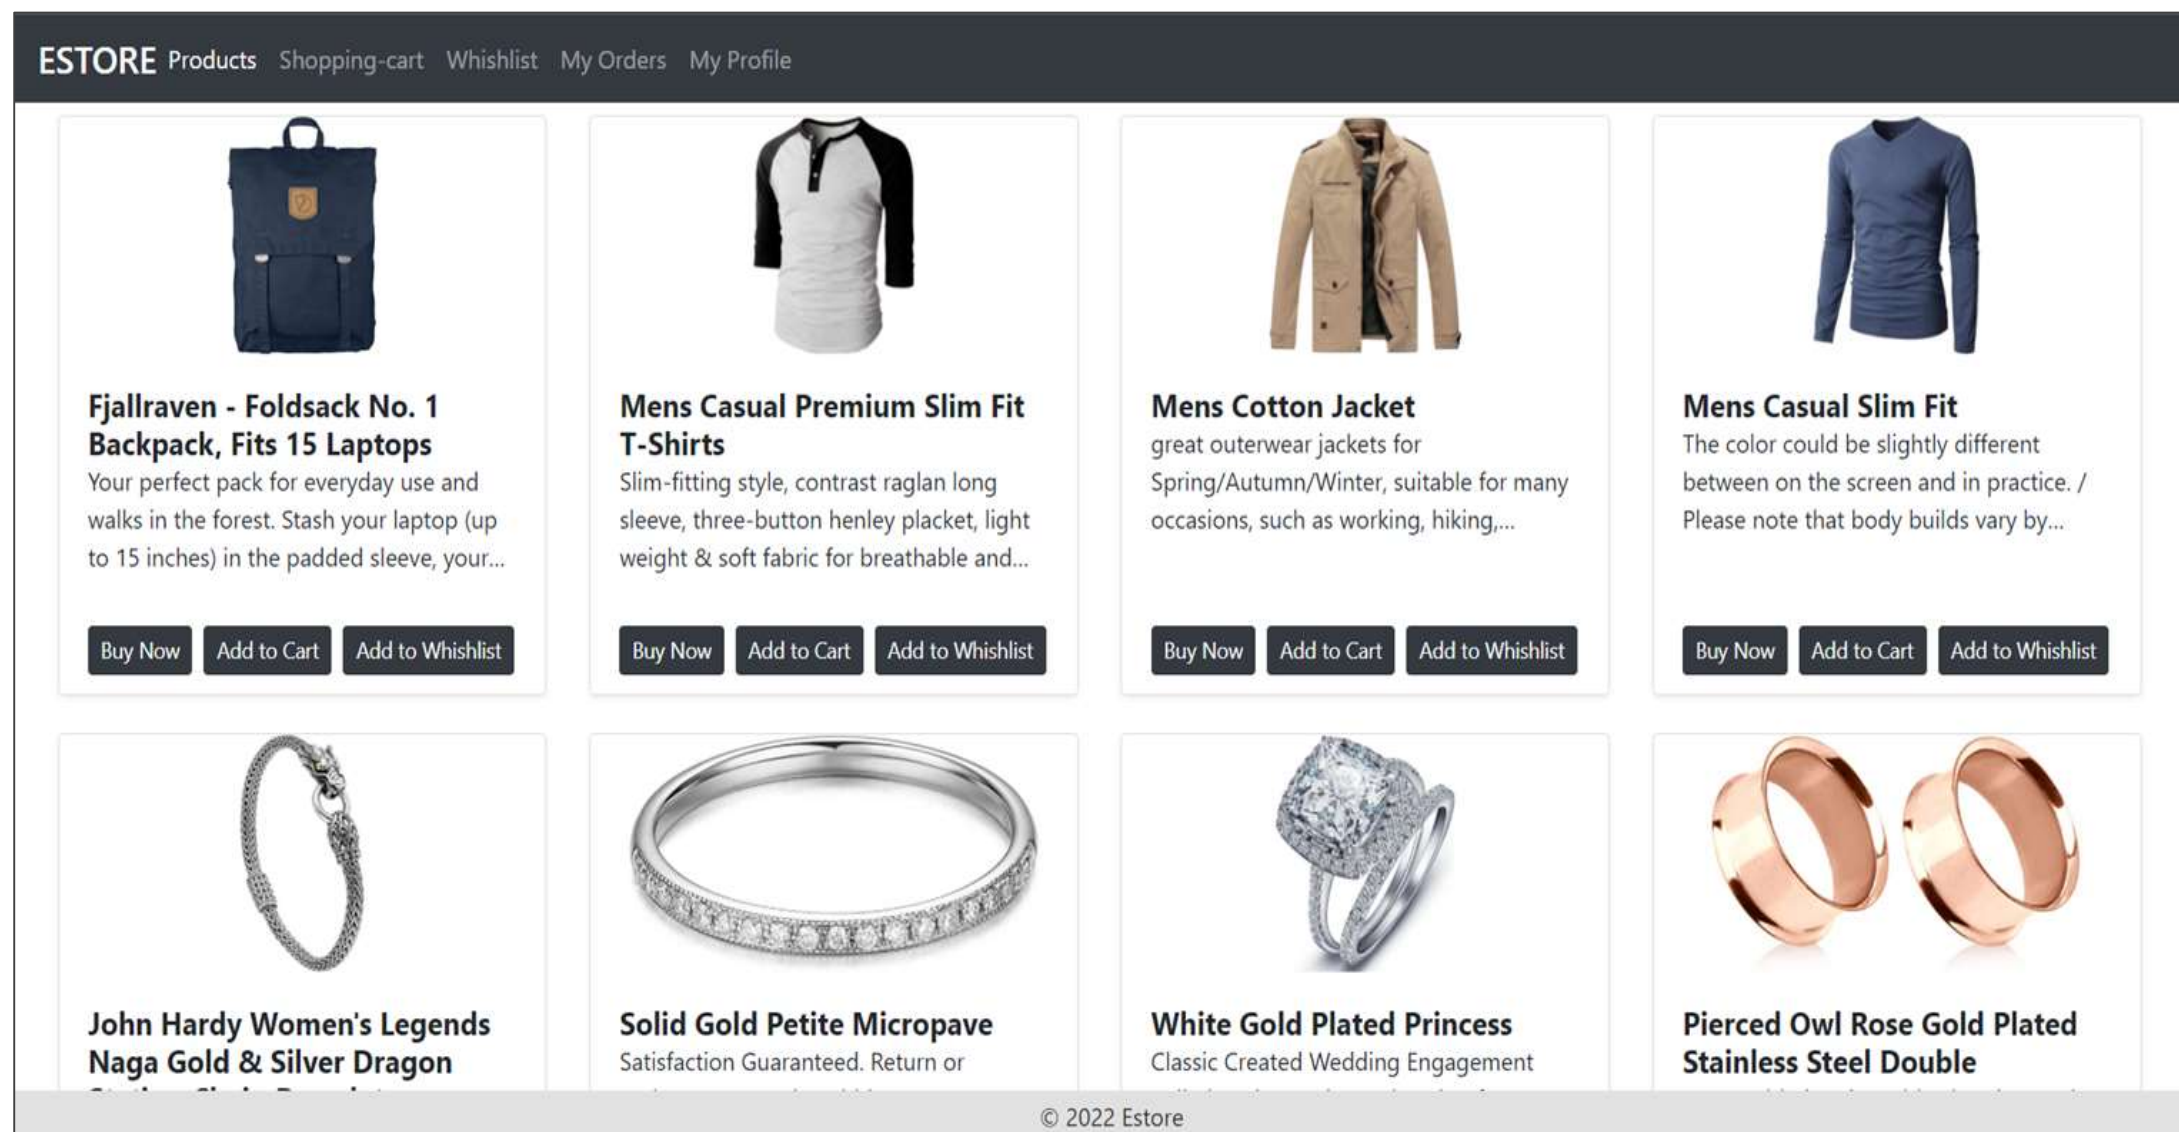 ESTORE Products Shopping-cart Whishlist My Orders My Profile
Fjallraven - Foldsack No. 1
Backpack, Fits 15 Laptops
Your perfect pack for everyday use and
walks in the forest. Stash your laptop (up
to 15 inches) in the padded sleeve, your...
Buy Now Add to Cart Add to Whishlist
Mens Casual Premium Slim Fit
T-Shirts
Slim-fitting style, contrast raglan long
sleeve, three-button henley placket, light
weight & soft fabric for breathable and...
Buy Now Add to Cart Add to Whishlist
Mens Cotton Jacket
great outerwear jackets for
Spring/Autumn/Winter, suitable for many
occasions, such as working, hiking,...
Buy Now Add to Cart Add to Whishlist
Mens Casual Slim Fit
The color could be slightly different
between on the screen and in practice. /
Please note that body builds vary by...
Buy Now Add to Cart Add to Whishlist
John Hardy Women's Legends
Naga Gold & Silver Dragon
Solid Gold Petite Micropave
Satisfaction Guaranteed. Return or
White Gold Plated Princess
Classic Created Wedding Engagement
Pierced Owl Rose Gold Plated
Stainless Steel Double
© 2022 Estore